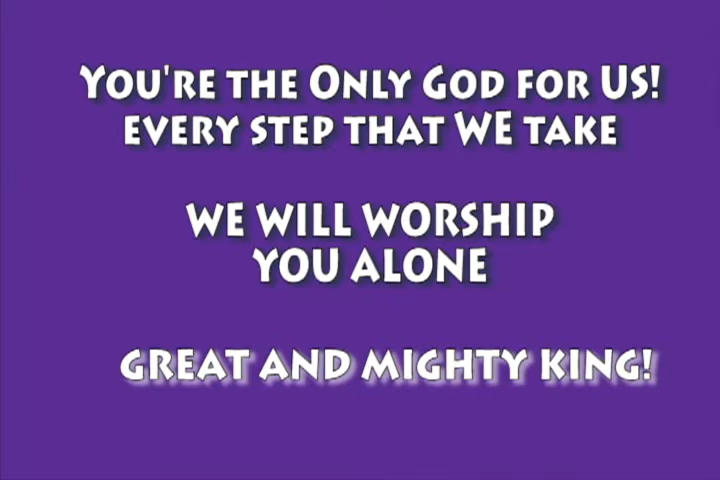 You're the Only God for US!
every step that WE take
WE WILL WORSHIP
YOU ALONE
GREAT AND MIGHTY KING!